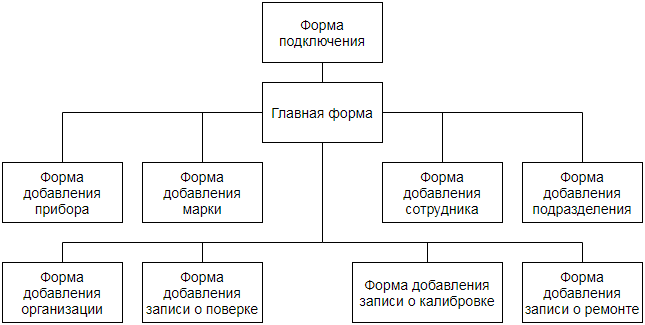 Форма
подключения
Главная форма
Форма
добавления
прибора
Форма
добавления
марки
Форма
добавления
сотрудника
Форма
добавления
подразделения
Форма
добавления
организации
Форма
добавления
записи о поверке
Форма добавления
записи о калибровке
Форма
добавления
записи о ремонте